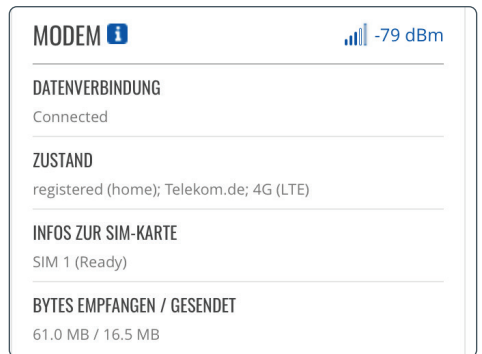 MODEM i -79 dBm
DATENVERBINDUNG
Connected
ZUSTAND
registered (home); Telekom.de; 4G (LTE)
INFOS ZUR SIM-KARTE
SIM 1 (Ready)
BYTES EMPFANGEN / GESENDET
61.0 MB / 16.5 MB